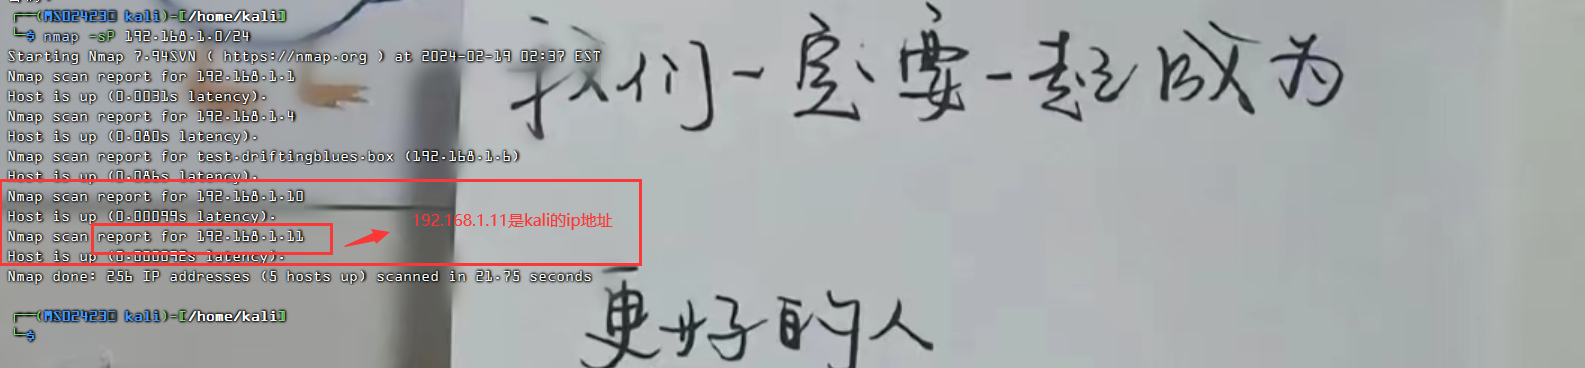 ┌──(MS02423㉿ kali)-[/home/kali]
└─$ nmap -sP 192.168.1.0/24
Starting Nmap 7.94SVN ( https://nmap.org ) at 2024-02-19 02:37 EST
Nmap scan report for 192.168.1.1
Host is up (0.0031s latency).
Nmap scan report for 192.168.1.4
Host is up (0.080s latency).
Nmap scan report for test.driftingblues.box (192.168.1.6)
Host is up (0.086s latency).
Nmap scan report for 192.168.1.10
Host is up (0.00099s latency).
Nmap scan report for 192.168.1.11
192.168.1.11是kali的ip地址
Host is up (0.000092s latency).
Nmap done: 256 IP addresses (5 hosts up) scanned in 21.75 seconds
┌──(MS02423㉿ kali)-[/home/kali]
└─$
我们一定要一起成为
更好的人